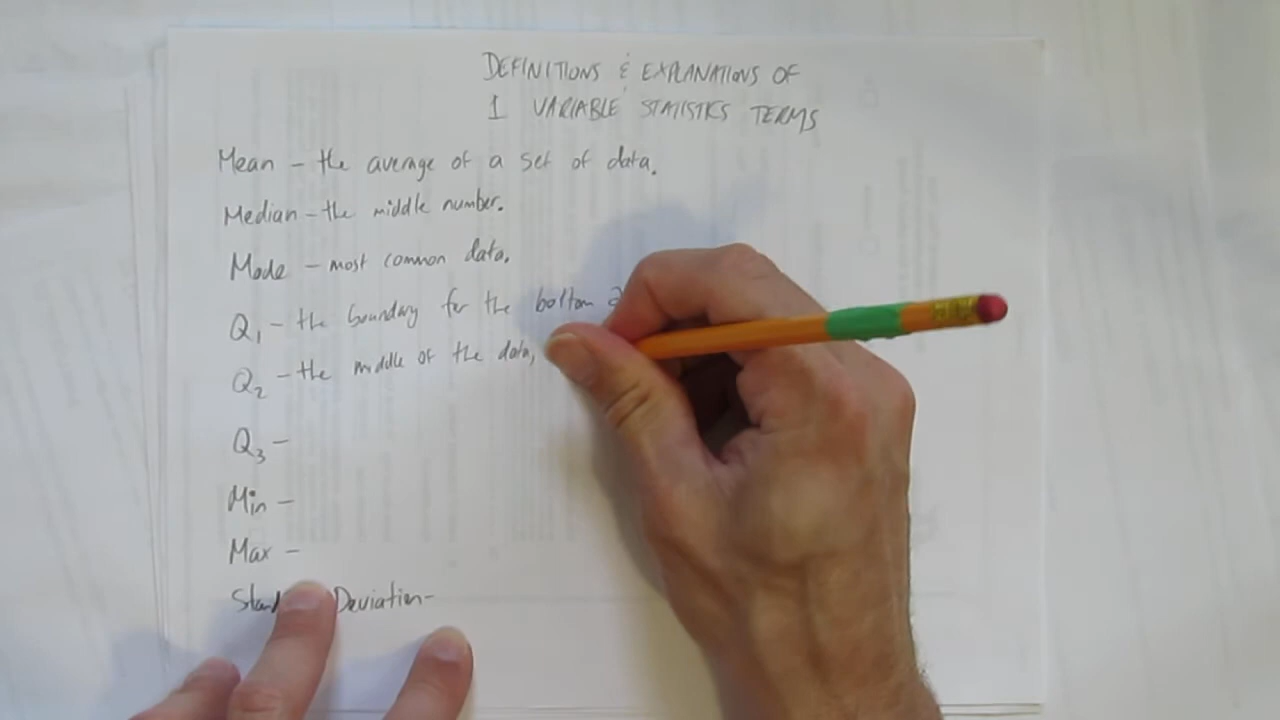 DEFINITIONS & EXPLANATIONS OF
1 VARIABLE STATISTICS TERMS
Mean - the average of a set of data.
Median - the middle number.
Mode - most common data.
Q1 - the boundary for the bottom
Q2 - the middle of the data,
Q3 -
Min -
Max -
Deviation-